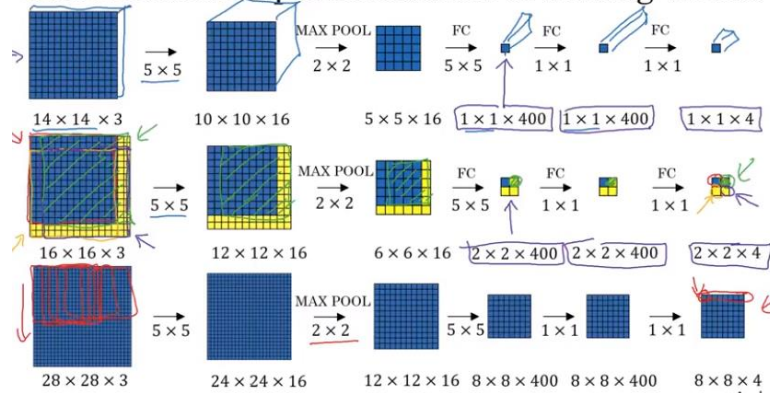 MAX POOL FC FC FC
5 × 5 2 × 2 5 × 5 1 × 1 1 × 1
14 × 14 × 3 10 × 10 × 16 5 × 5 × 16 1 × 1 × 400 1 × 1 × 400 1 × 1 × 4
MAX POOL FC FC FC
5 × 5 2 × 2 5 × 5 1 × 1 1 × 1
16 × 16 × 3 12 × 12 × 16 6 × 6 × 16 2 × 2 × 400 2 × 2 × 400 2 × 2 × 4
MAX POOL
5 × 5 2 × 2 5 × 5 1 × 1 1 × 1
28 × 28 × 3 24 × 24 × 16 12 × 12 × 16 8 × 8 × 400 8 × 8 × 400 8 × 8 × 4